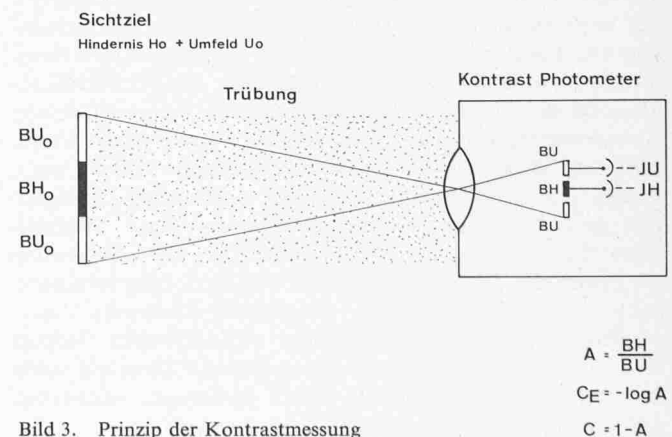 Sichtziel
Hindernis Ho + Umfeld Uo
Trübung
Kontrast Photometer
BUo
BHo
BUo
BU
BH
BU
JU
JH
A = BH/BU
CE = -log A
C = 1-A
Bild 3. Prinzip der Kontrastmessung